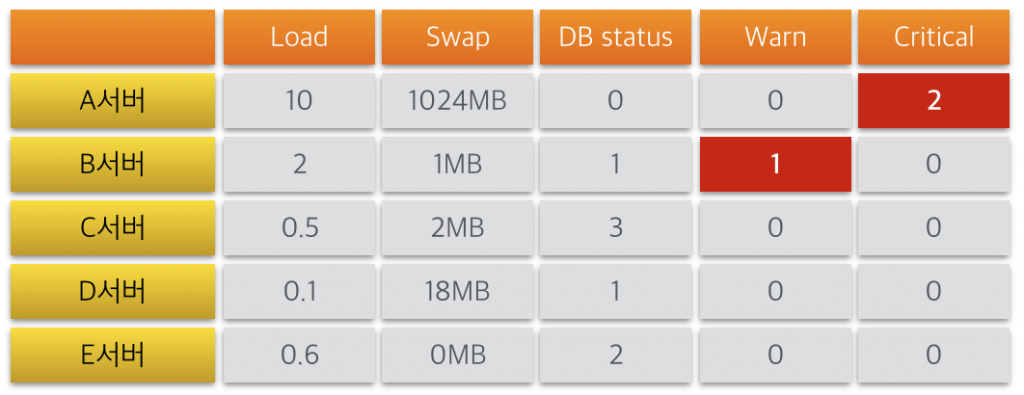 Load Swap DB status Warn Critical
A서버 10 1024MB 0 0 2
B서버 2 1MB 1 1 0
C서버 0.5 2MB 3 0 0
D서버 0.1 18MB 1 0 0
E서버 0.6 0MB 2 0 0